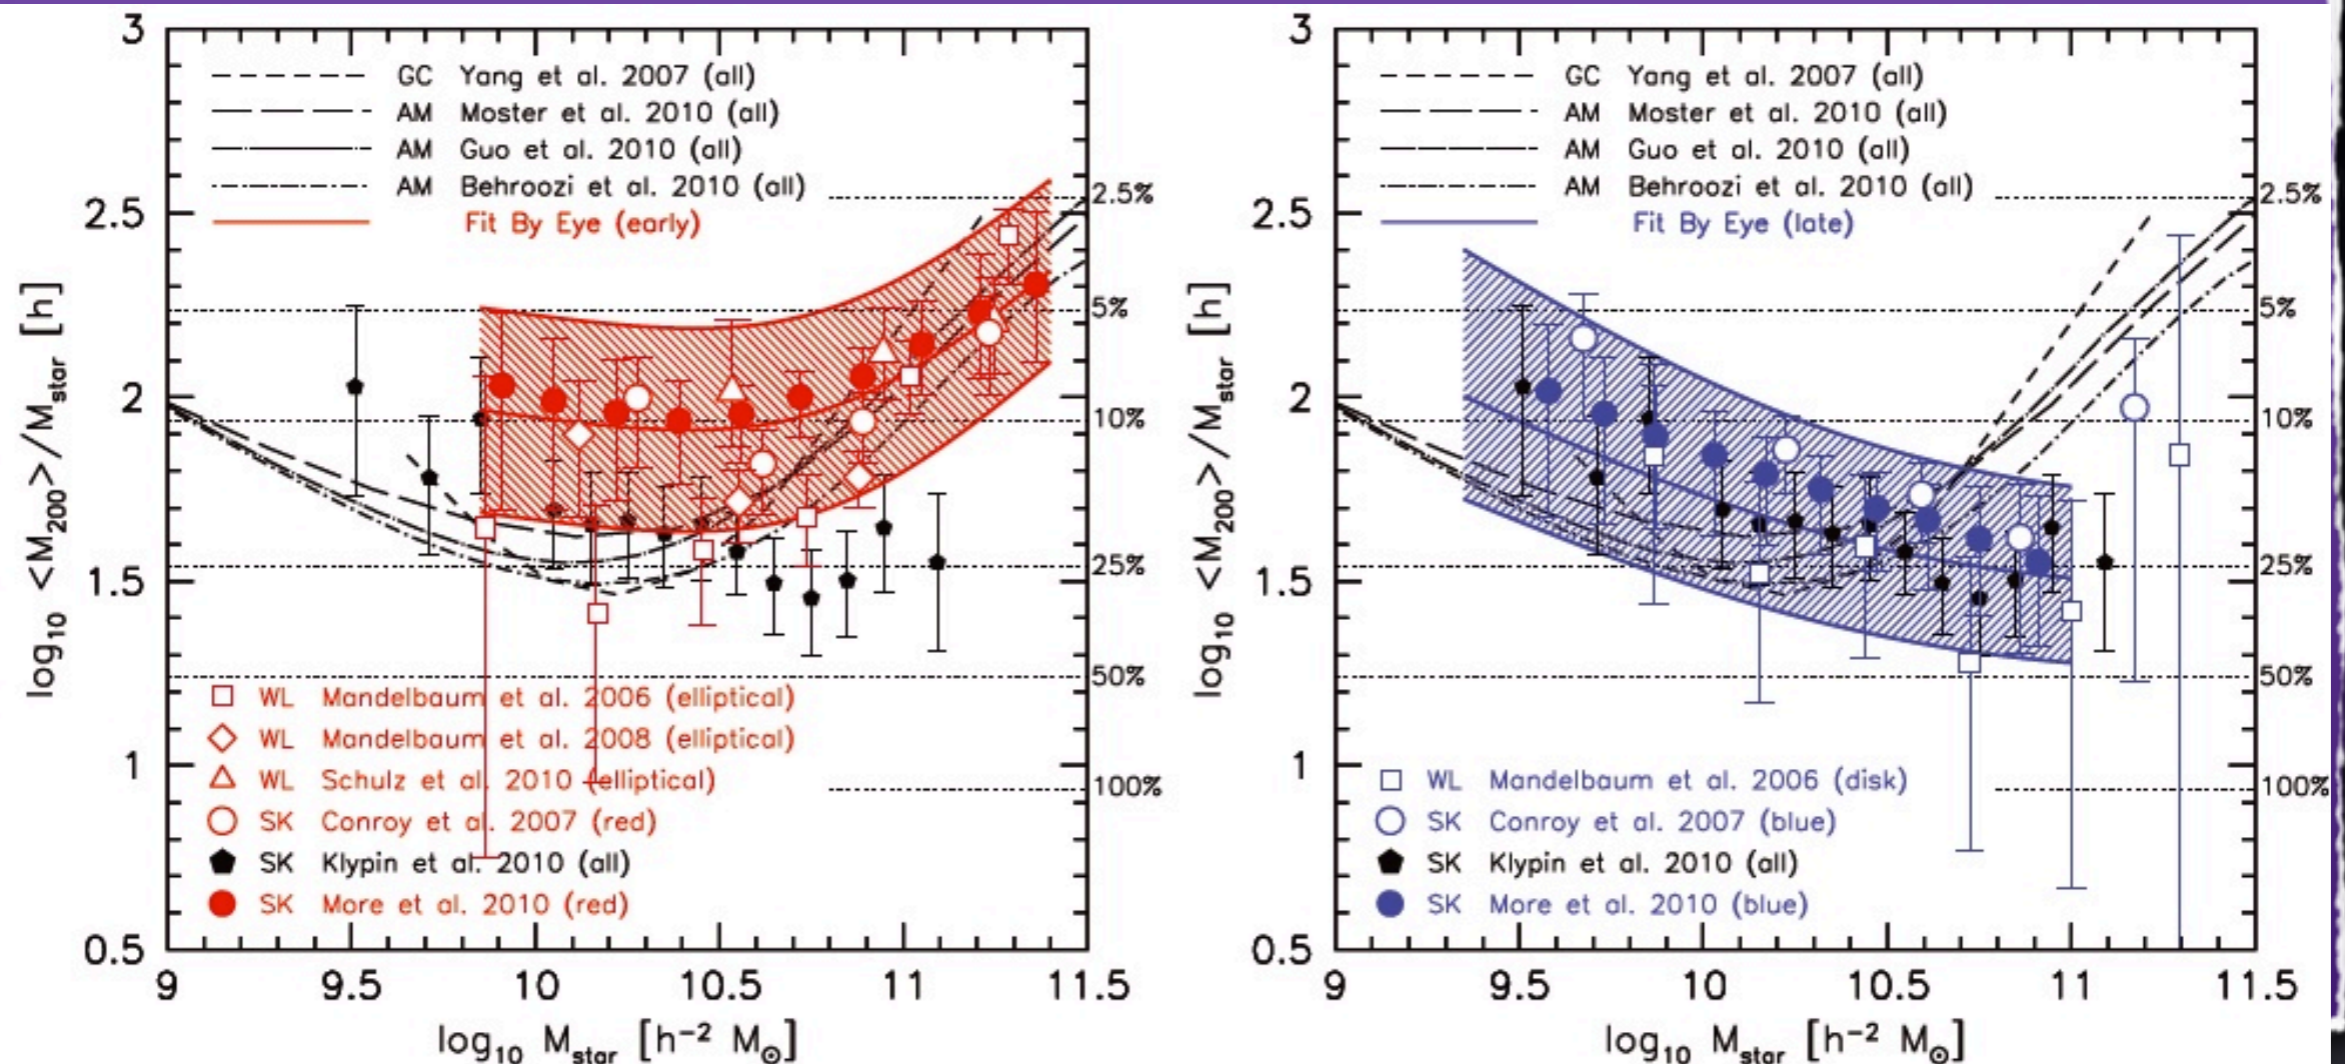 3
GC Yang et al. 2007 (all)
AM Moster et al. 2010 (all)
AM Guo et al. 2010 (all)
AM Behroozi et al. 2010 (all)
Fit By Eye (early)
2.5%
5%
10%
25%
50%
100%
2.5
2
1.5
1
0.5
log₁₀ <M₂₀₀>/Mstar [h]
WL Mandelbaum et al. 2006 (elliptical)
WL Mandelbaum et al. 2008 (elliptical)
WL Schulz et al. 2010 (elliptical)
SK Conroy et al. 2007 (red)
SK Klypin et al. 2010 (all)
SK More et al. 2010 (red)
9 9.5 10 10.5 11 11.5
log₁₀ Mstar [h⁻² M⊙]
3
GC Yang et al. 2007 (all)
AM Moster et al. 2010 (all)
AM Guo et al. 2010 (all)
AM Behroozi et al. 2010 (all)
Fit By Eye (late)
2.5%
5%
10%
25%
50%
100%
2.5
2
1.5
1
0.5
log₁₀ <M₂₀₀>/Mstar [h]
WL Mandelbaum et al. 2006 (disk)
SK Conroy et al. 2007 (blue)
SK Klypin et al. 2010 (all)
SK More et al. 2010 (blue)
9 9.5 10 10.5 11 11.5
log₁₀ Mstar [h⁻² M⊙]